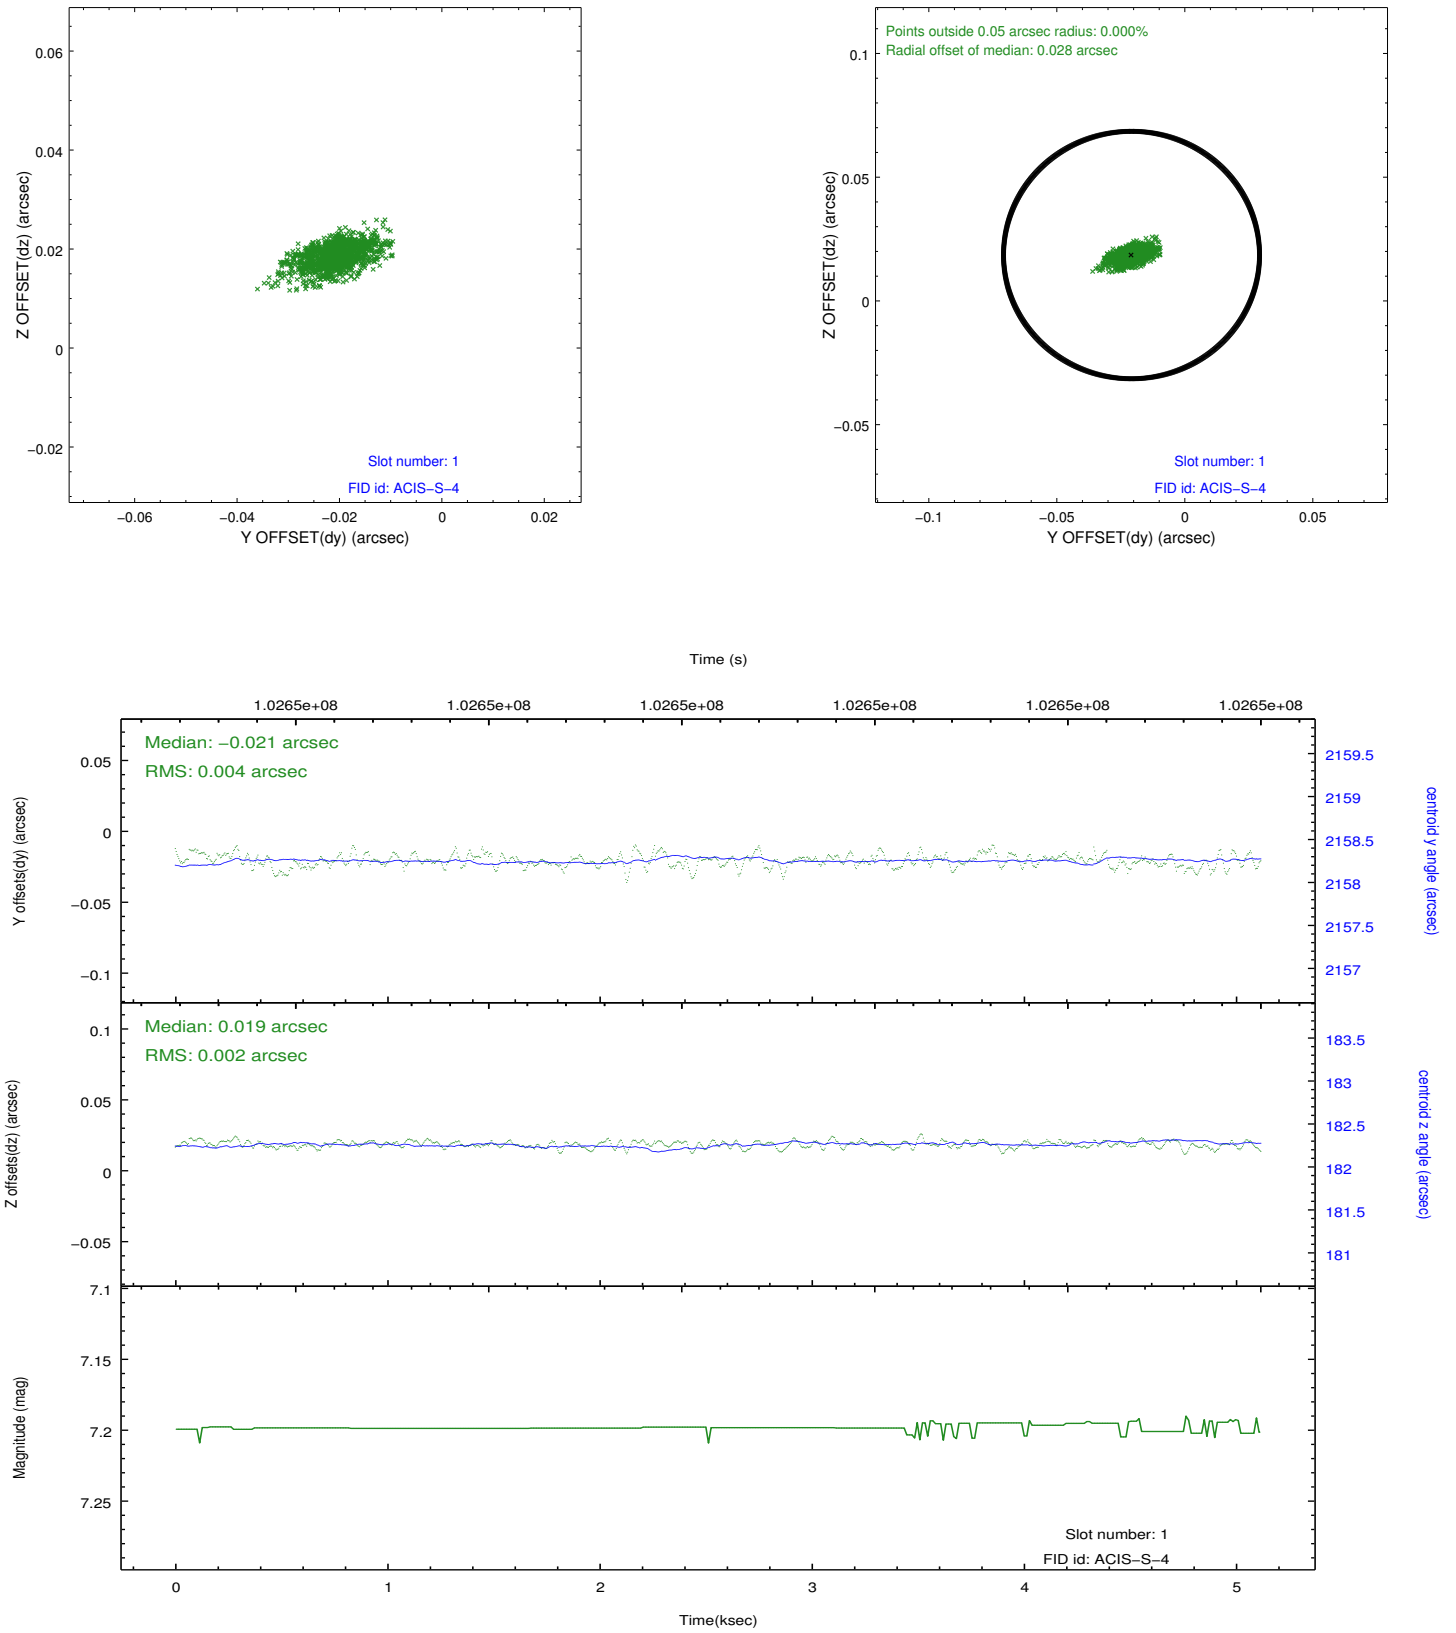 0.06
0.04
0.02
0
−0.02
Z OFFSET(dz) (arcsec)
Slot number: 1
FID id: ACIS−S−4
−0.06
−0.04
−0.02
0
0.02
Y OFFSET(dy) (arcsec)
Points outside 0.05 arcsec radius: 0.000%
Radial offset of median: 0.028 arcsec
0.1
0.05
0
−0.05
Z OFFSET(dz) (arcsec)
Slot number: 1
FID id: ACIS−S−4
−0.1
−0.05
0
0.05
Y OFFSET(dy) (arcsec)
Time (s)
1.0265e+08
1.0265e+08
1.0265e+08
1.0265e+08
1.0265e+08
1.0265e+08
Median: −0.021 arcsec
RMS: 0.004 arcsec
0.05
0
−0.05
−0.1
Y offsets(dy) (arcsec)
2159.5
2159
2158.5
2158
2157.5
2157
centroid y angle (arcsec)
Median: 0.019 arcsec
RMS: 0.002 arcsec
0.1
0.05
0
−0.05
Z offsets(dz) (arcsec)
183.5
183
182.5
182
181.5
181
centroid z angle (arcsec)
7.1
7.15
7.2
7.25
Magnitude (mag)
Slot number: 1
FID id: ACIS−S−4
0
1
2
3
4
5
Time(ksec)